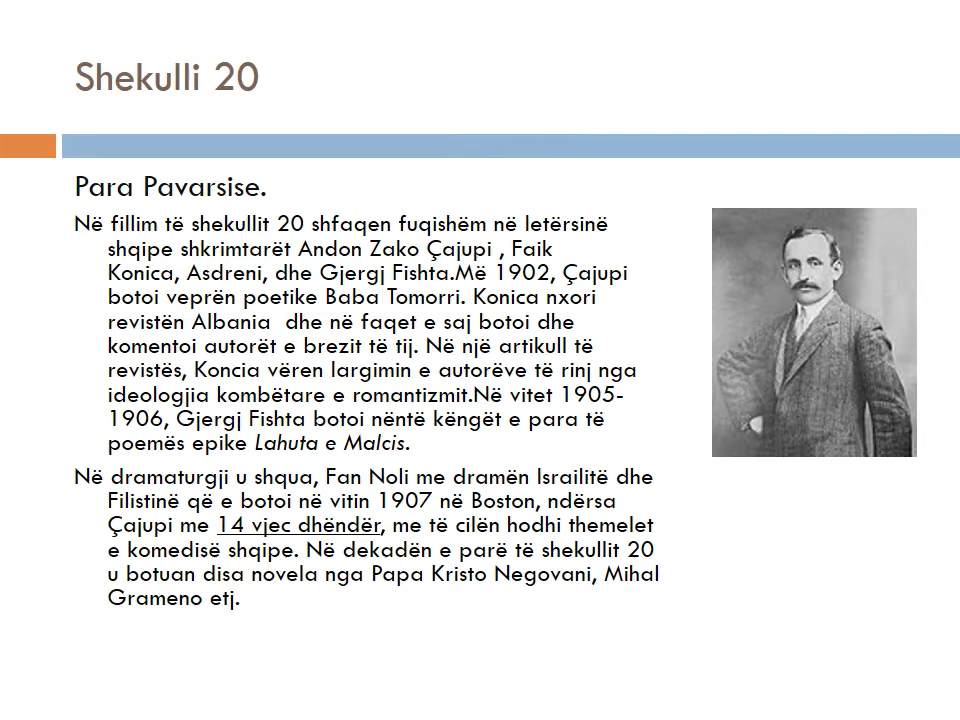 Shekulli 20
Para Pavarsise.
Në fillim të shekullit 20 shfaqen fuqishëm në letërsinë
shqipe shkrimtarët Andon Zako Çajupi , Faik
Konica, Asdreni, dhe Gjergj Fishta.Më 1902, Çajupi
botoi veprën poetike Baba Tomorri. Konica nxori
revistën Albania  dhe në faqet e saj botoi dhe
komentoi autorët e brezit të tij. Në një artikull të
revistës, Koncia vëren largimin e autorëve të rinj nga
ideologjia kombëtare e romantizmit.Në vitet 1905-
1906, Gjergj Fishta botoi nëntë këngët e para të
poemës epike Lahuta e Malcis.
Në dramaturgji u shqua, Fan Noli me dramën Israilitë dhe
Filistinë që e botoi në vitin 1907 në Boston, ndërsa
Çajupi me 14 vjec dhëndër, me të cilën hodhi themelet
e komedisë shqipe. Në dekadën e parë të shekullit 20
u botuan disa novela nga Papa Kristo Negovani, Mihal
Grameno etj.